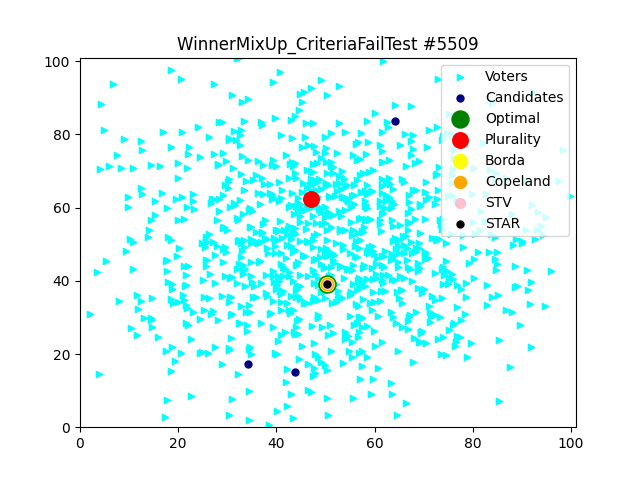 WinnerMixUp_CriteriaFailTest #5509
100
80
60
40
20
0
0 20 40 60 80 100
Voters
Candidates
Optimal
Plurality
Borda
Copeland
STV
STAR